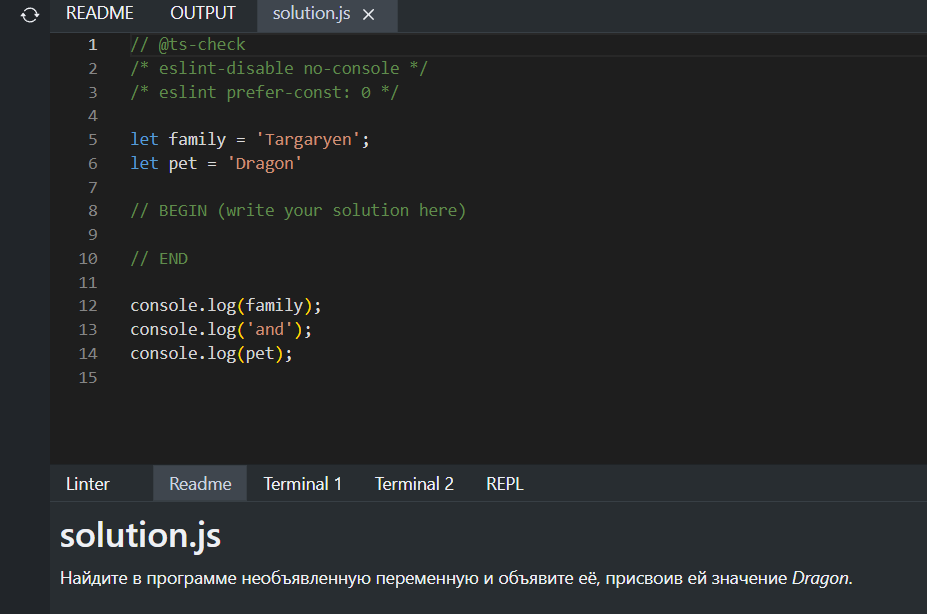 README OUTPUT solution.js ×
1 // @ts-check
2 /* eslint-disable no-console */
3 /* eslint prefer-const: 0 */
4
5 let family = 'Targaryen';
6 let pet = 'Dragon'
7
8 // BEGIN (write your solution here)
9
10 // END
11
12 console.log(family);
13 console.log('and');
14 console.log(pet);
15
Linter Readme Terminal 1 Terminal 2 REPL
solution.js
Найдите в программе необъявленную переменную и объявите её, присвоив ей значение Dragon.